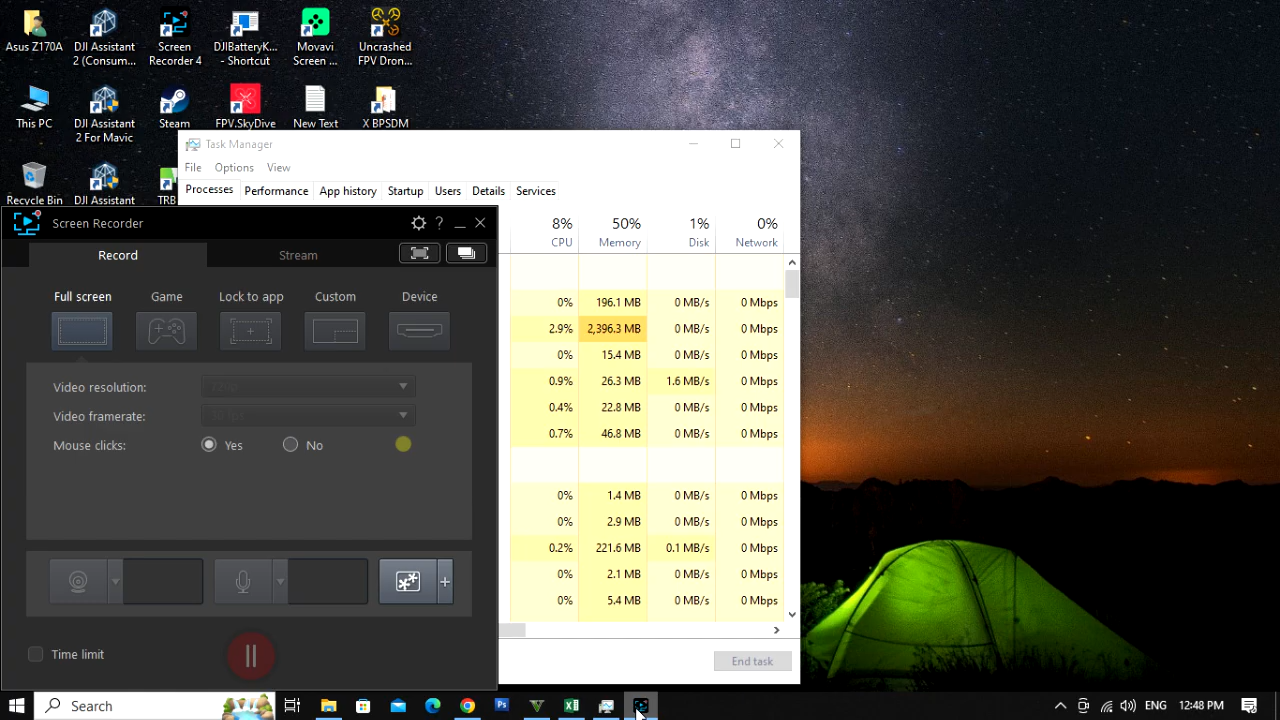 Asus Z170A
DJI Assistant
2 (Consum...
Screen
Recorder 4
DJIBatteryK...
- Shortcut
Movavi
Screen ...
Uncrashed
FPV Dron...
This PC
DJI Assistant
2 For Mavic
Steam
FPV.SkyDive
New Text
X BPSDM
Recycle Bin
DJI Assistant
TRB
Task Manager
File Options View
Processes Performance App history Startup Users Details Services
8% 50% 1% 0%
CPU Memory Disk Network
0% 196.1 MB 0 MB/s 0 Mbps
2.9% 2,396.3 MB 0 MB/s 0 Mbps
0% 15.4 MB 0 MB/s 0 Mbps
0.9% 26.3 MB 1.6 MB/s 0 Mbps
0.4% 22.8 MB 0 MB/s 0 Mbps
0.7% 46.8 MB 0 MB/s 0 Mbps
0% 1.4 MB 0 MB/s 0 Mbps
0% 2.9 MB 0 MB/s 0 Mbps
0.2% 221.6 MB 0.1 MB/s 0 Mbps
0% 2.1 MB 0 MB/s 0 Mbps
0% 5.4 MB 0 MB/s 0 Mbps
End task
Screen Recorder
Record Stream
Full screen Game Lock to app Custom Device
Video resolution:
Video framerate:
Mouse clicks: Yes No
Time limit
Search
ENG 12:48 PM